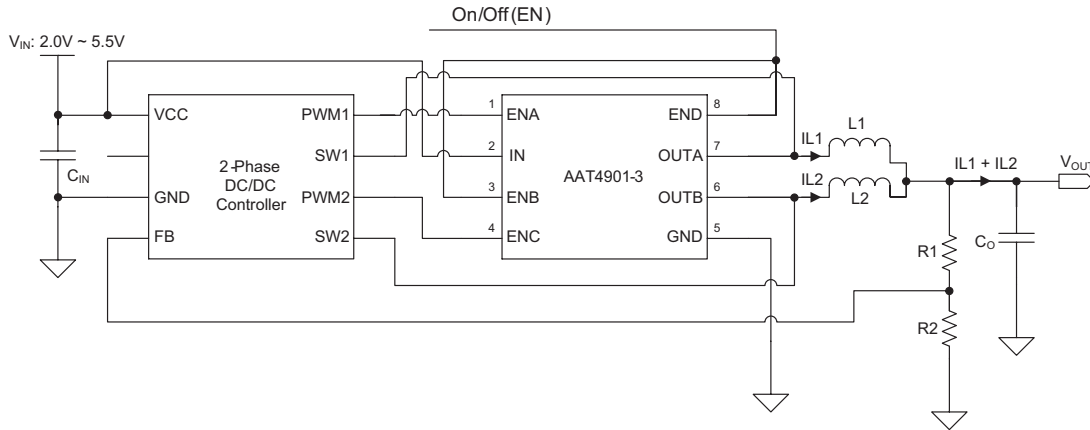 On/Off(EN)
V_IN: 2.0V ~ 5.5V
C_IN
VCC
GND
FB
2-Phase
DC/DC
Controller
PWM1
SW1
PWM2
SW2
1
2
3
4
ENA
IN
ENB
ENC
AAT4901-3
END
OUTA
OUTB
GND
8
7
6
5
IL1
L1
IL2
L2
IL1 + IL2
V_OUT
R1
R2
C_O